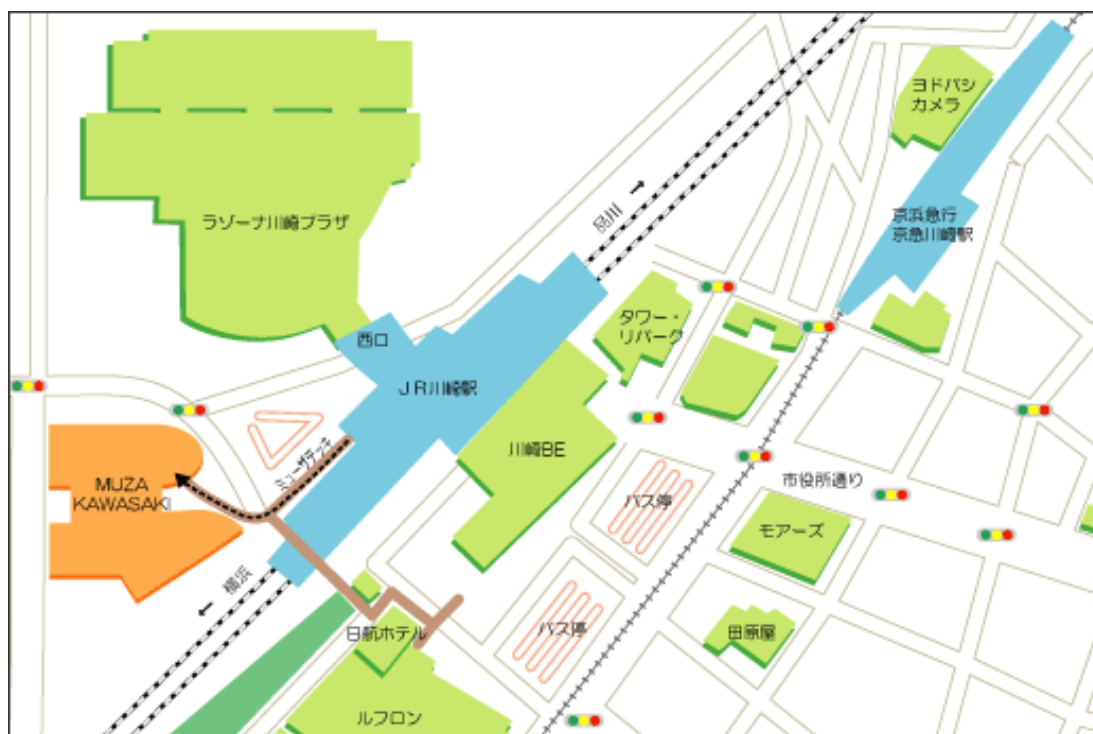 ヨドバシ
カメラ
ラゾーナ川崎プラザ
品川
京浜急行
京急川崎駅
タワー・
リバーク
西口
JR川崎駅
川崎BE
ミューザデッキ
MUZA
KAWASAKI
市役所通り
バス停
モアーズ
横浜
バス停
日航ホテル
田原屋
ルフロン